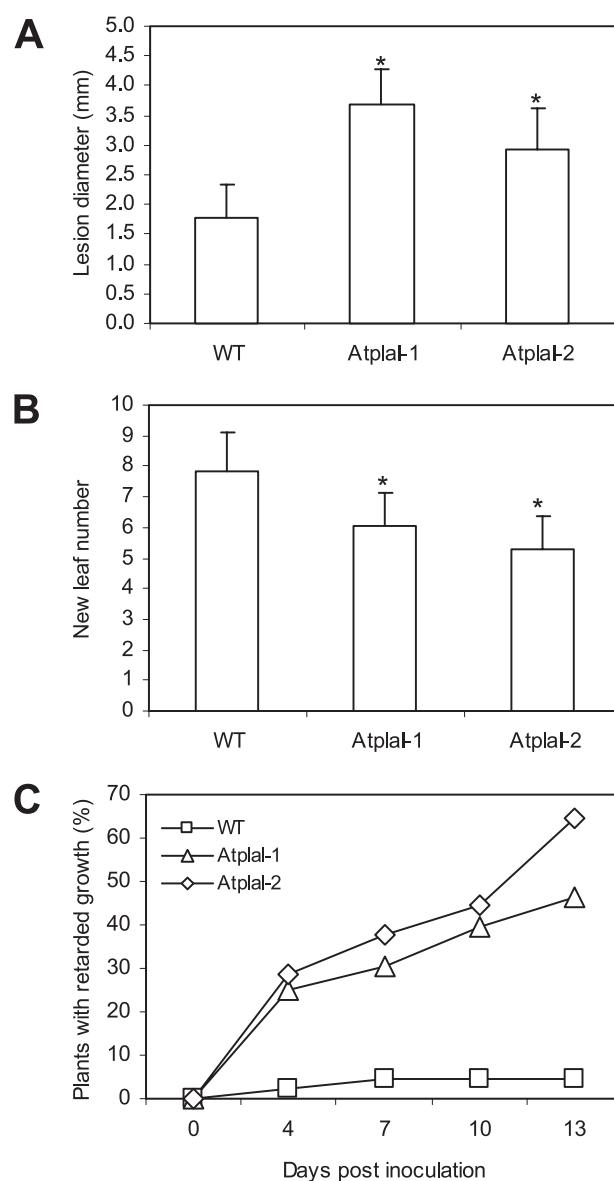 A
Lesion diameter (mm)
5.0
4.5
4.0
3.5
3.0
2.5
2.0
1.5
1.0
0.5
0.0
*
*
WT
Atplal-1
Atplal-2
B
New leaf number
10
9
8
7
6
5
4
3
2
1
0
*
*
WT
Atplal-1
Atplal-2
C
Plants with retarded growth (%)
70
60
50
40
30
20
10
0
WT
Atplal-1
Atplal-2
0
4
7
10
13
Days post inoculation